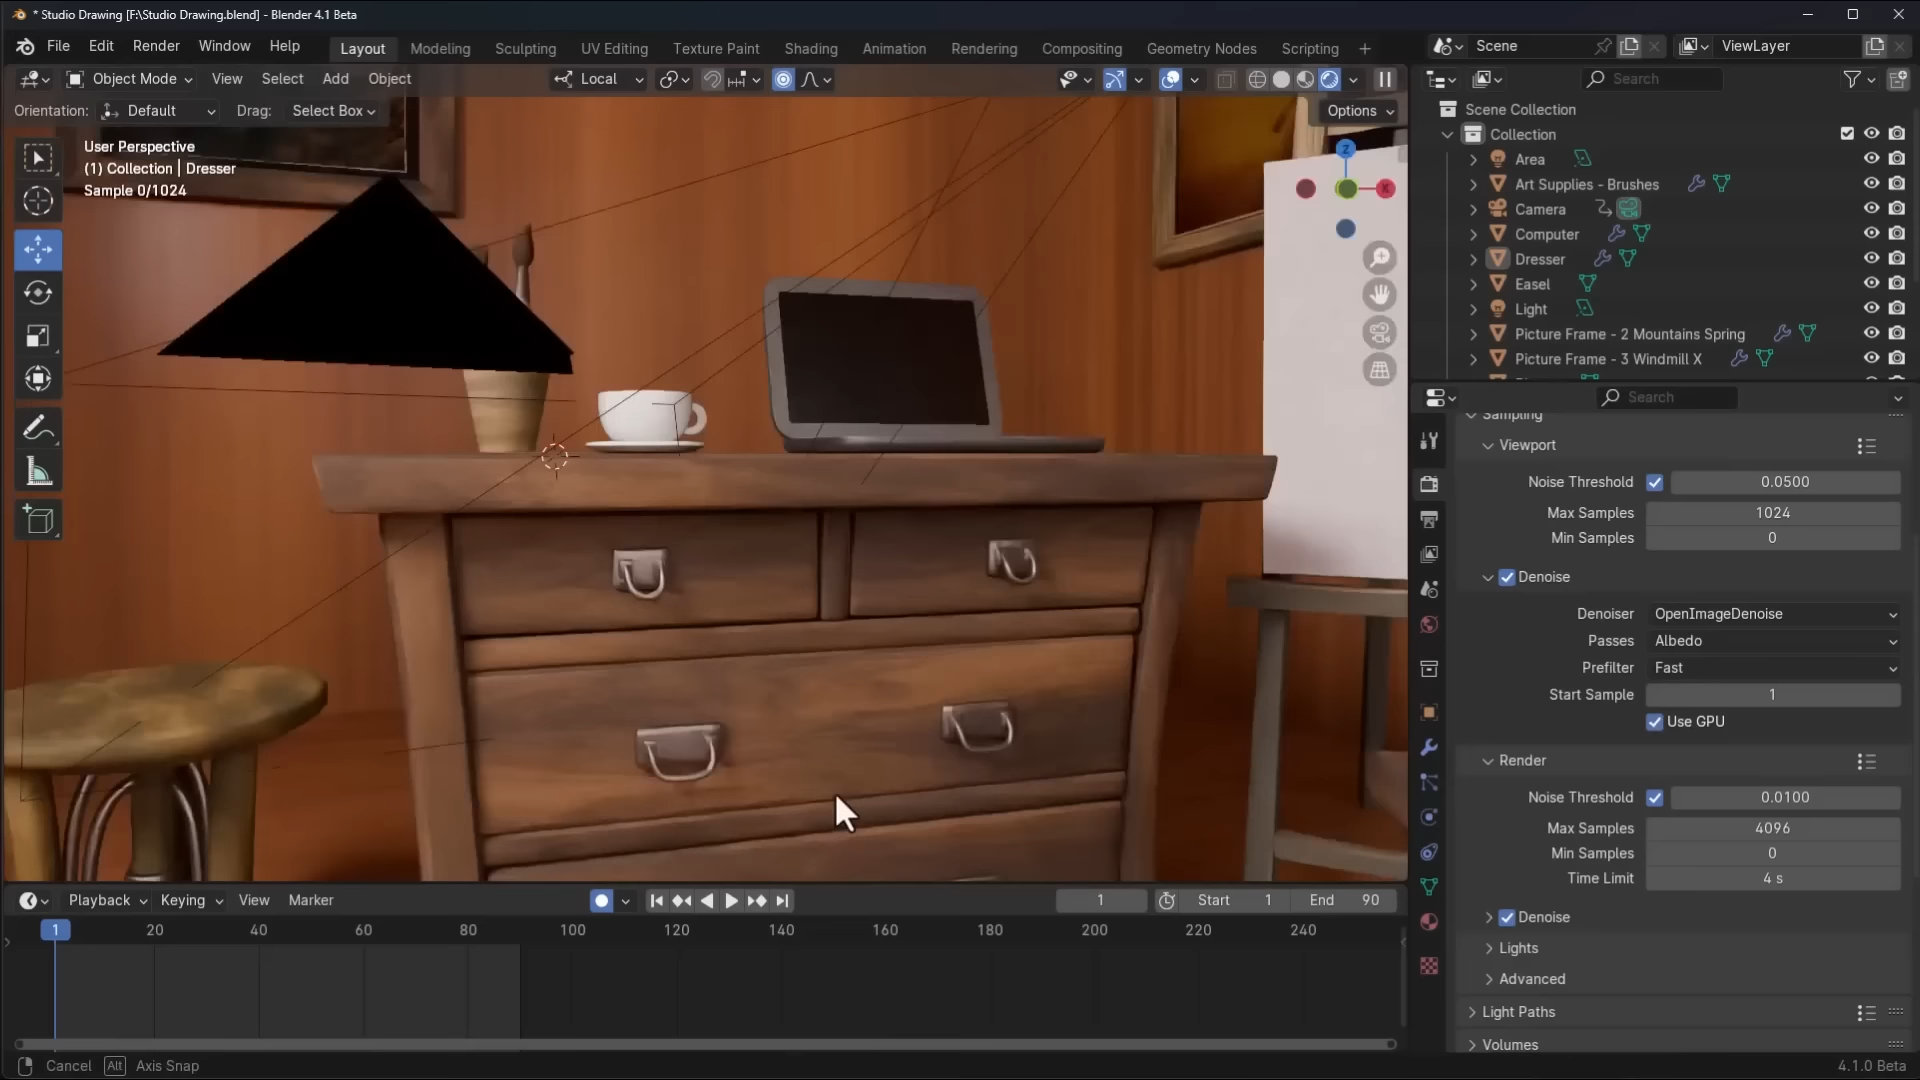 * Studio Drawing [F:\Studio Drawing.blend] - Blender 4.1 Beta
File Edit Render Window Help
Layout Modeling Sculpting UV Editing Texture Paint Shading Animation Rendering Compositing Geometry Nodes Scripting +
Scene
ViewLayer
Object Mode View Select Add Object
Local
Search
Orientation: Default Drag: Select Box
Options
User Perspective
(1) Collection | Dresser
Sample 0/1024
Z
X
Scene Collection
Collection
Area
Art Supplies - Brushes
Camera
Computer
Dresser
Easel
Light
Picture Frame - 2 Mountains Spring
Picture Frame - 3 Windmill X
Search
Sampling
Viewport
Noise Threshold 0.0500
Max Samples 1024
Min Samples 0
Denoise
Denoiser OpenImageDenoise
Passes Albedo
Prefilter Fast
Start Sample 1
Use GPU
Render
Noise Threshold 0.0100
Max Samples 4096
Min Samples 0
Time Limit 4 s
Denoise
Lights
Advanced
Light Paths
Volumes
Playback Keying View Marker
1 Start 1 End 90
1 20 40 60 80 100 120 140 160 180 200 220 240
Cancel Alt Axis Snap
4.1.0 Beta